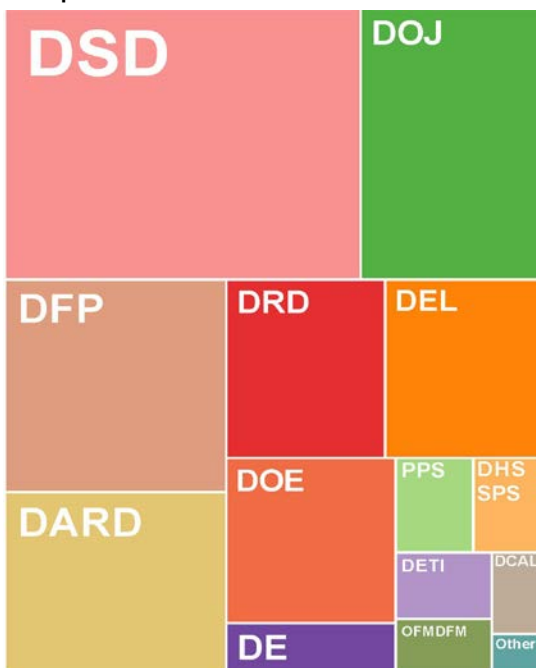 DSD
DOJ
DFP
DRD
DEL
DARD
DOE
PPS
DHS
SPS
DETI
DCAL
OFMDFM
DE
Other